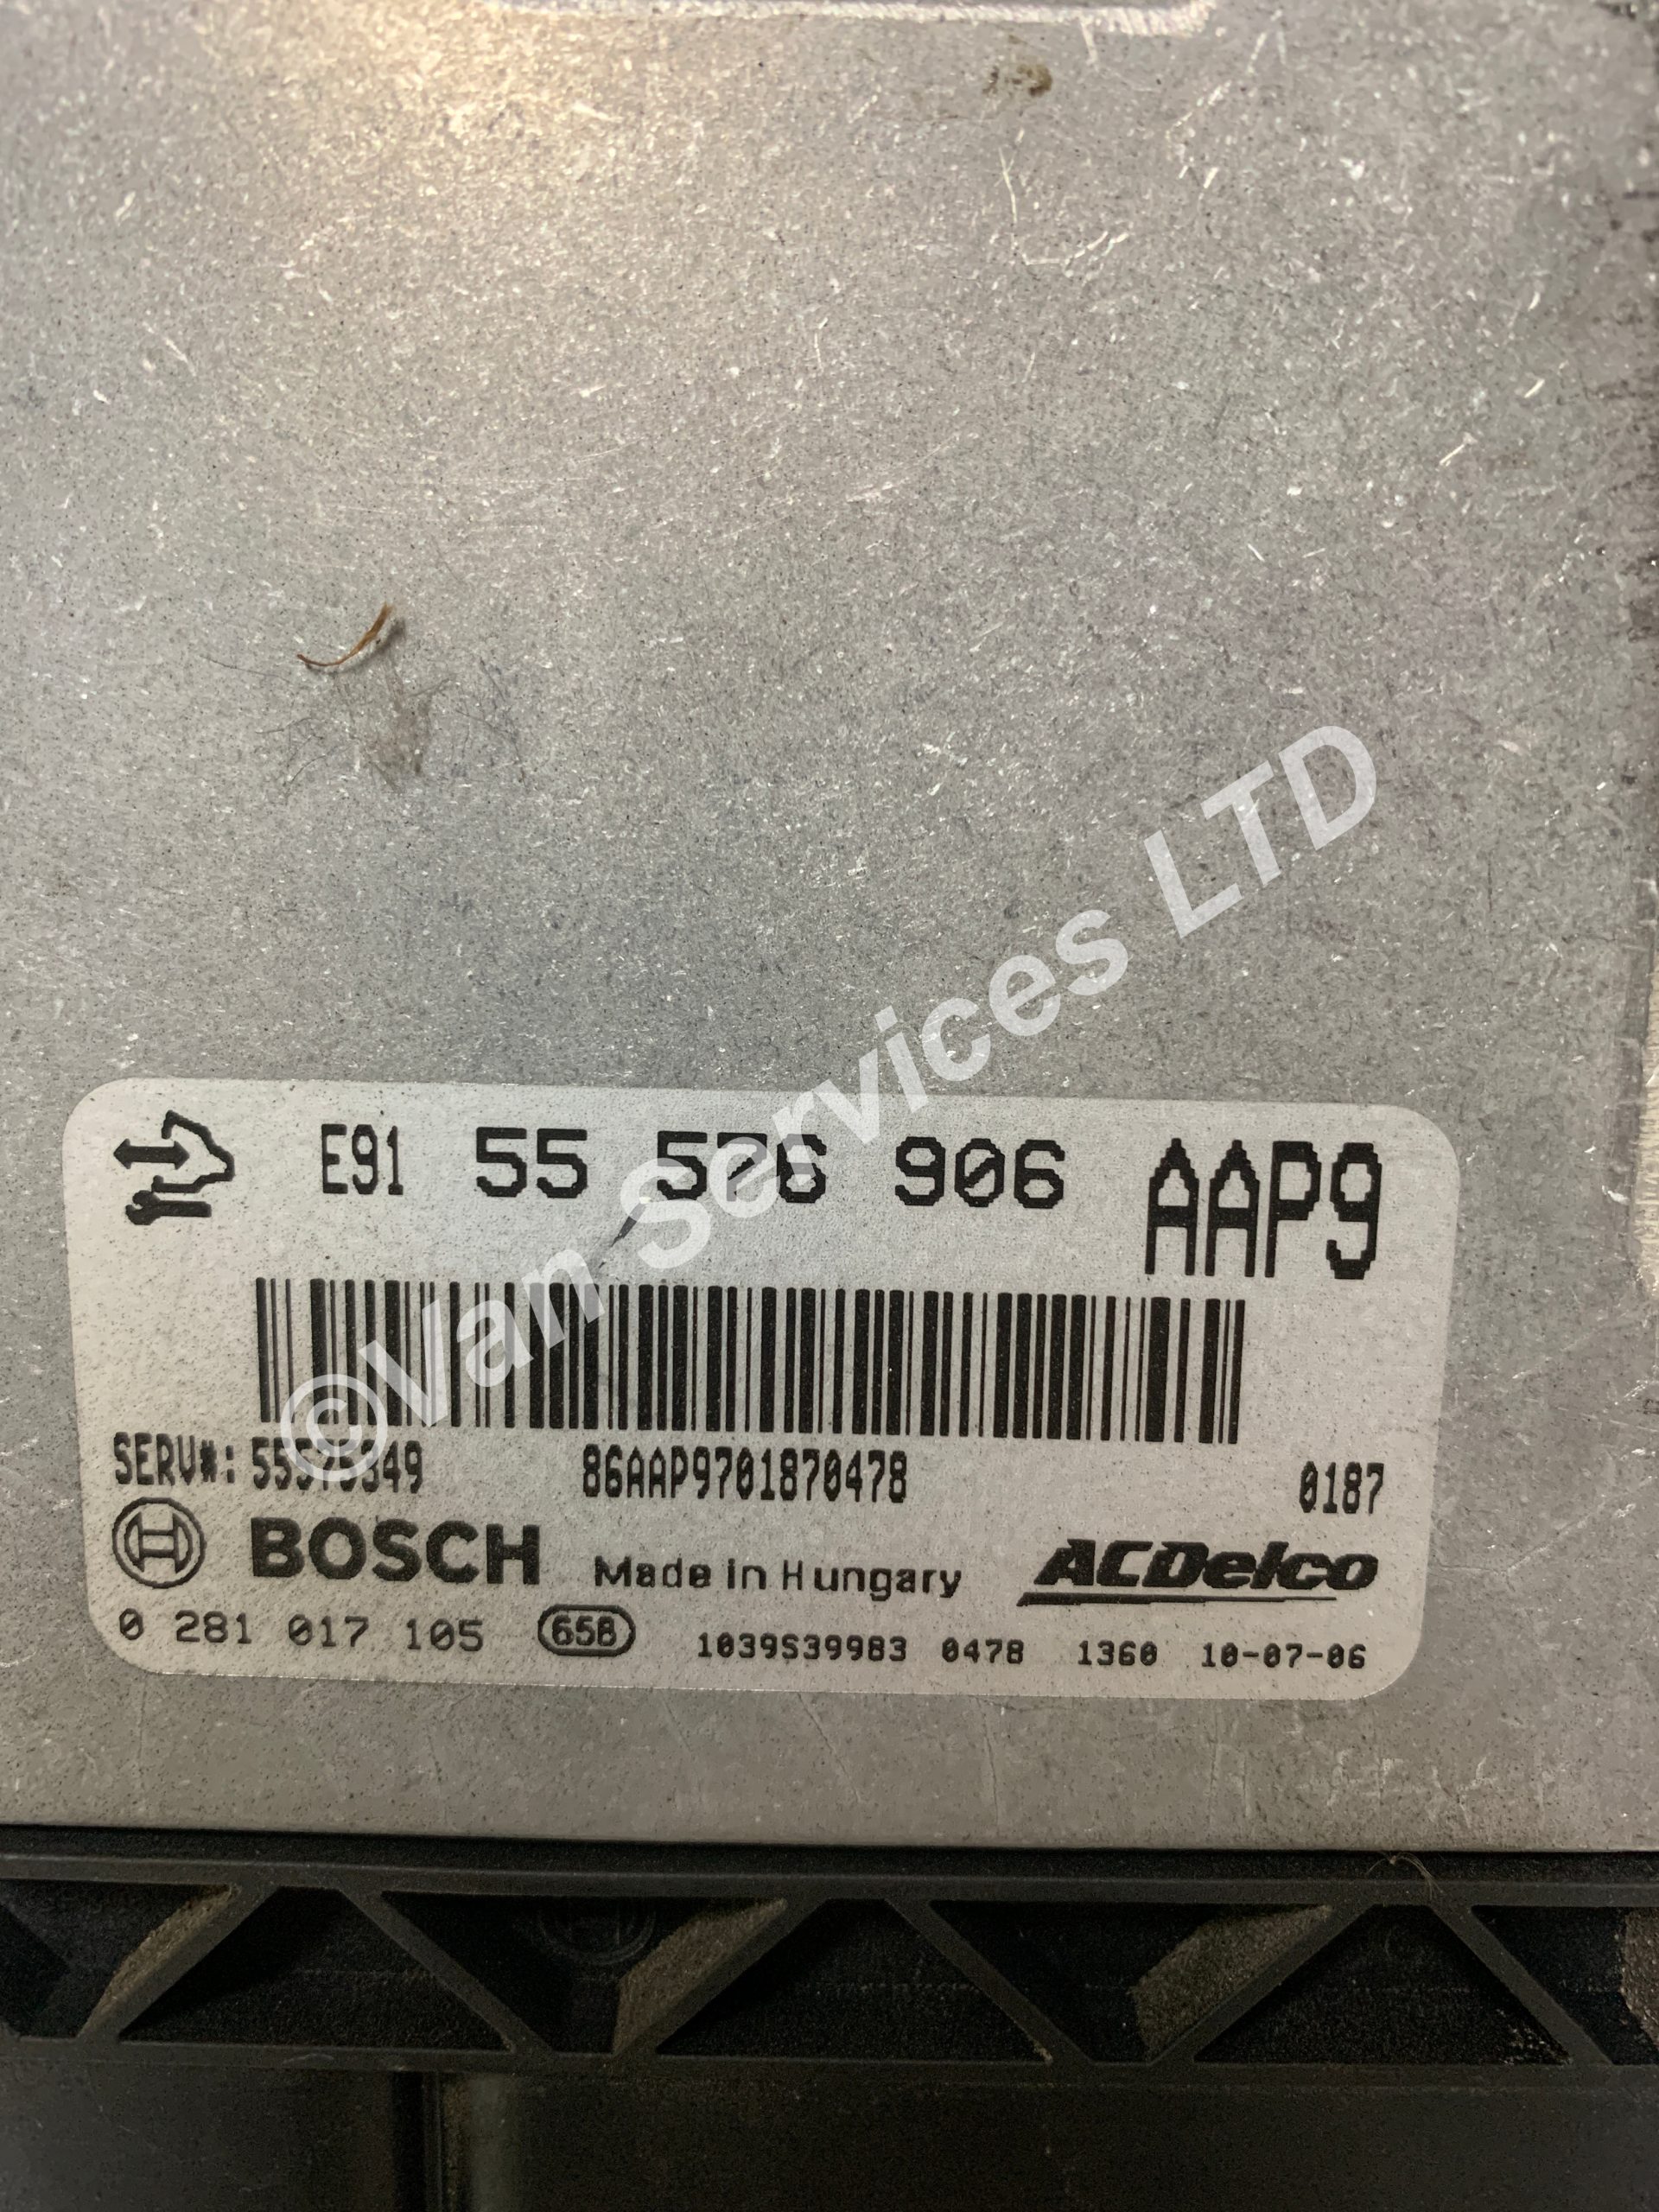 E91 55 576 906 AAP9
SERV#: 55575349 86AAP9701870478 0187
BOSCH Made in Hungary ACDelco
0 281 017 105 658 1039S39983 0478 1360 10-07-06
©Van Services LTD